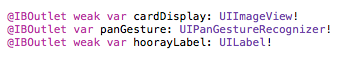 @IBOutlet weak var cardDisplay: UIImageView!
@IBOutlet var panGesture: UIPanGestureRecognizer!
@IBOutlet weak var hoorayLabel: UILabel!